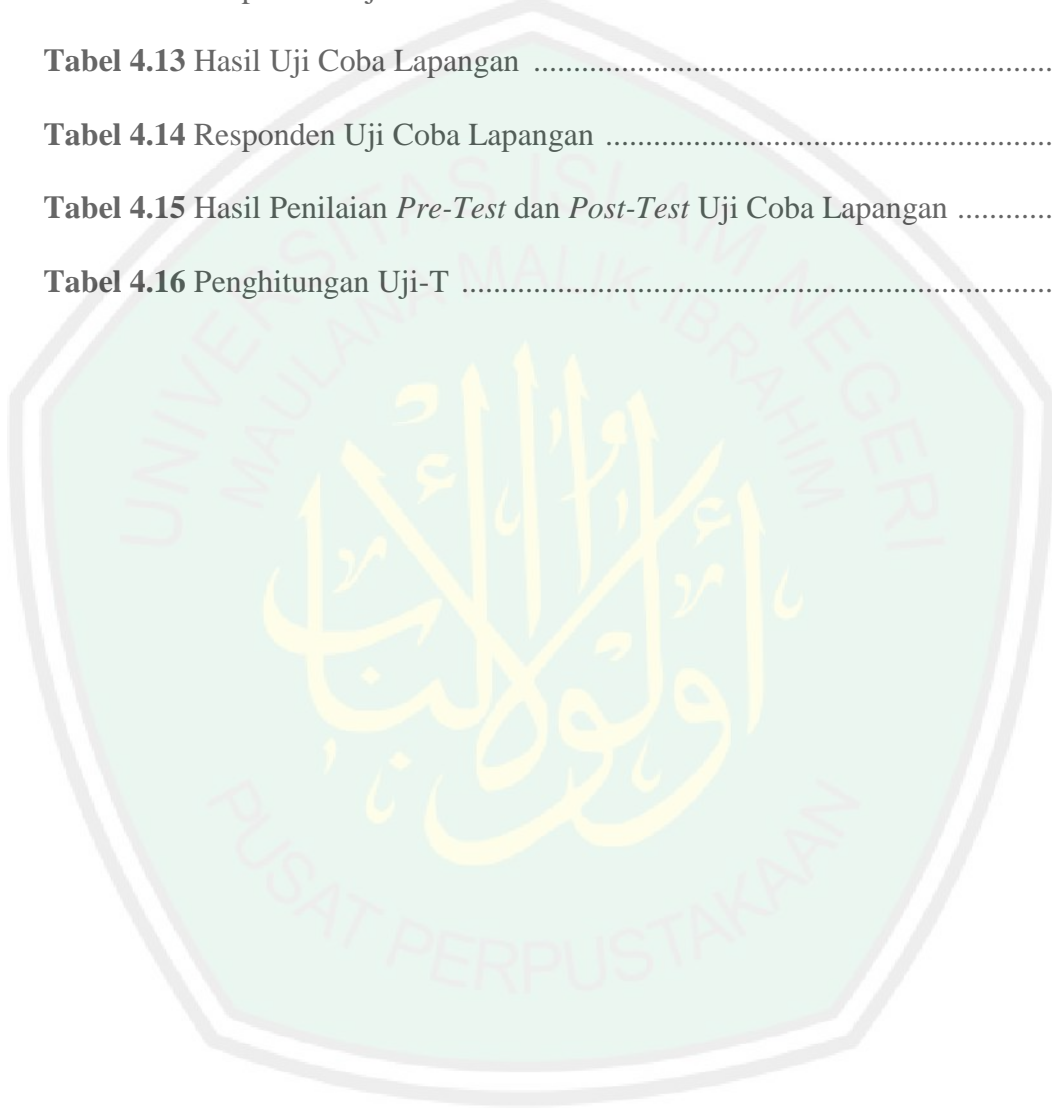 Tabel 4.13 Hasil Uji Coba Lapangan ................................................................
Tabel 4.14 Responden Uji Coba Lapangan ......................................................
Tabel 4.15 Hasil Penilaian Pre-Test dan Post-Test Uji Coba Lapangan ............
Tabel 4.16 Penghitungan Uji-T ........................................................................
UNIVERSITAS ISLAM NEGERI
MAULANA MALIK IBRAHIM
أولوا الألباب
PUSAT PERPUSTAKAAN